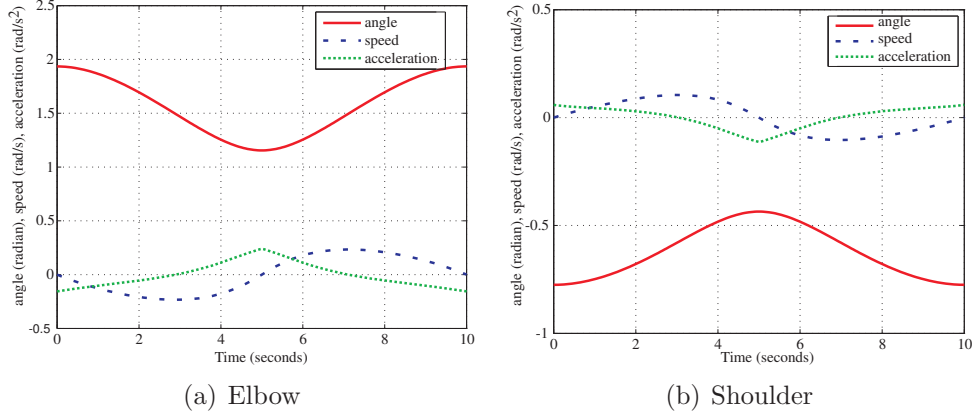 angle (radian), speed (rad/s), acceleration (rad/s²)
2.5
2
1.5
1
0.5
0
-0.5
angle
speed
acceleration
0 2 4 6 8 10
Time (seconds)
(a) Elbow
angle (radian), speed (rad/s), acceleration (rad/s²)
0.5
0
-0.5
-1
angle
speed
acceleration
0 2 4 6 8 10
Time (seconds)
(b) Shoulder